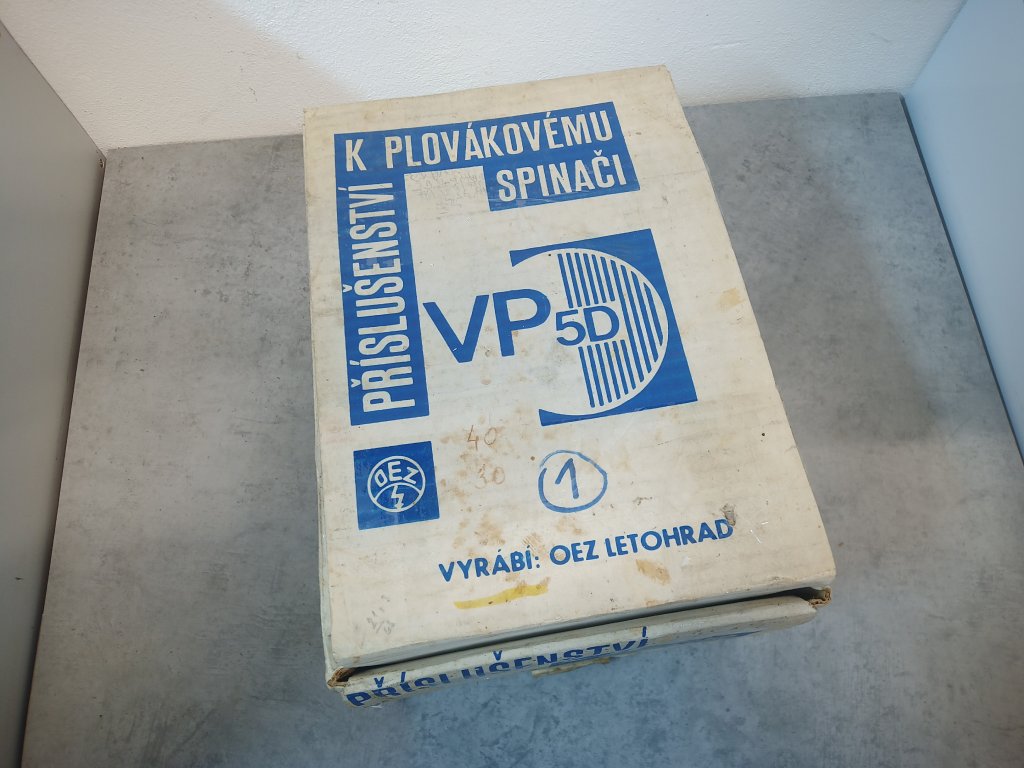 PŘÍSLUŠENSTVÍ
K PLOVÁKOVÉMU
SPINAČI
VP
5D
OEZ
40
30
1
VYRÁBÍ: OEZ LETOHRAD
PŘÍSLUŠENSTVÍ